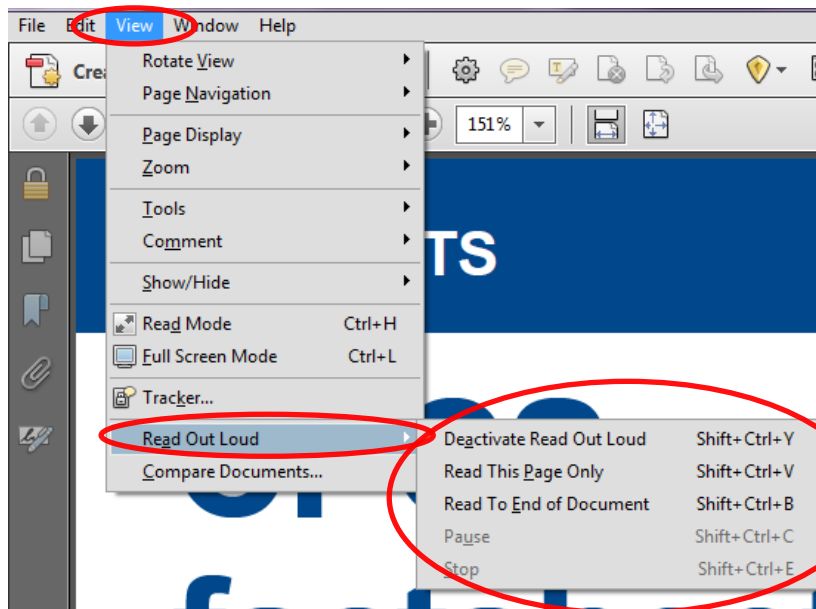 File Edit View Window Help
Crea
151%
Rotate View
Page Navigation
Page Display
Zoom
Tools
Comment
Show/Hide
Read Mode Ctrl+H
Full Screen Mode Ctrl+L
Tracker...
Read Out Loud
Compare Documents...
TS
Deactivate Read Out Loud Shift+Ctrl+Y
Read This Page Only Shift+Ctrl+V
Read To End of Document Shift+Ctrl+B
Pause Shift+Ctrl+C
Stop Shift+Ctrl+E